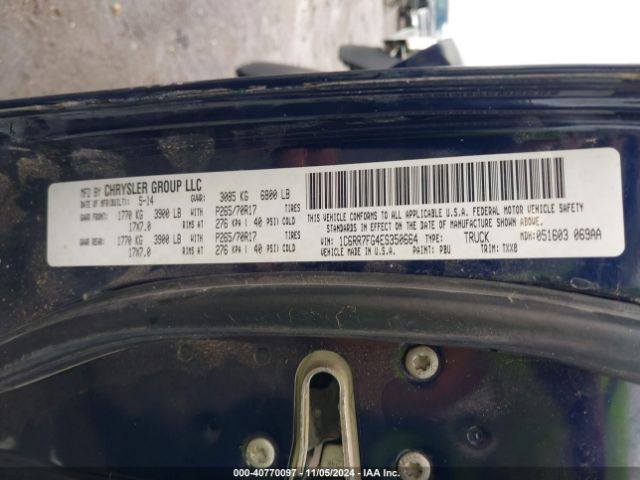 MFD BY CHRYSLER GROUP LLC
DATE OF MFR(BUILT): 5-14 GVWR: 3085 KG 6800 LB
GAWR FRONT: 1770 KG 3900 LB WITH P265/70R17 TIRES
17X7.0 RIMS AT 276 KPA ( 40 PSI) COLD
GAWR REAR: 1770 KG 3900 LB WITH P265/70R17 TIRES
17X7.0 RIMS AT 276 KPA ( 40 PSI) COLD
THIS VEHICLE CONFORMS TO ALL APPLICABLE U.S.A. FEDERAL MOTOR VEHICLE SAFETY
STANDARDS IN EFFECT ON THE DATE OF MANUFACTURE SHOWN ABOVE.
VIN: 1C6RR7FG4ES350664 TYPE: TRUCK MDH: 051603 069AA
VEHICLE MADE IN U.S.A. PAINT: PBU TRIM: TXX8
000-40770097 - 11/05/2024 - IAA Inc.